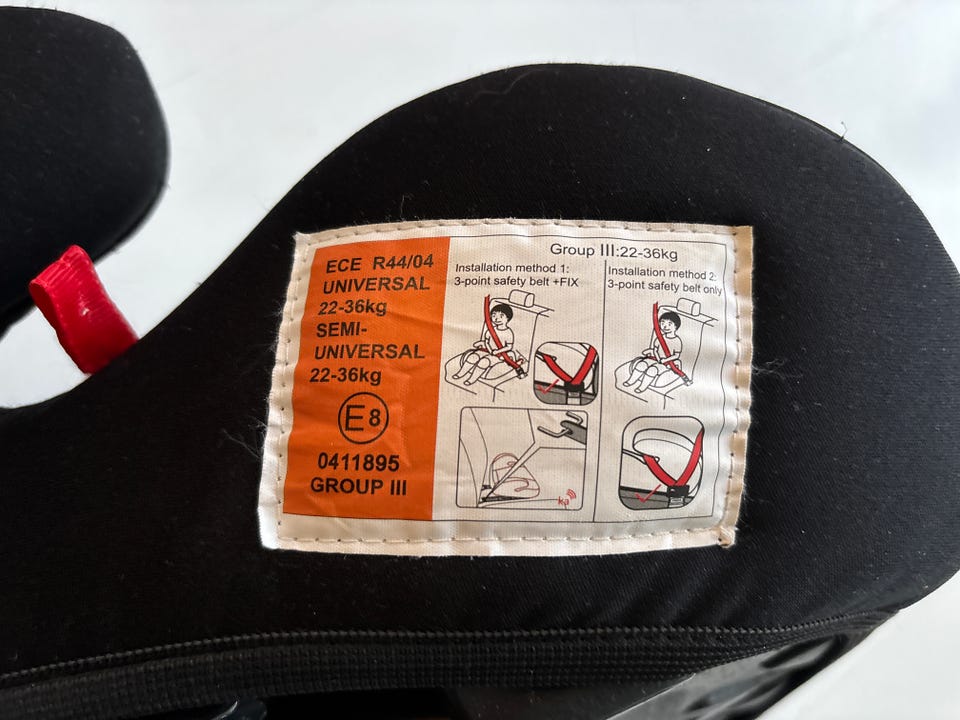 ECE R44/04
UNIVERSAL
22-36kg
SEMI-
UNIVERSAL
22-36kg
E8
0411895
GROUP III
Group III:22-36kg
Installation method 1:
3-point safety belt +FIX
Installation method 2:
3-point safety belt only
ka